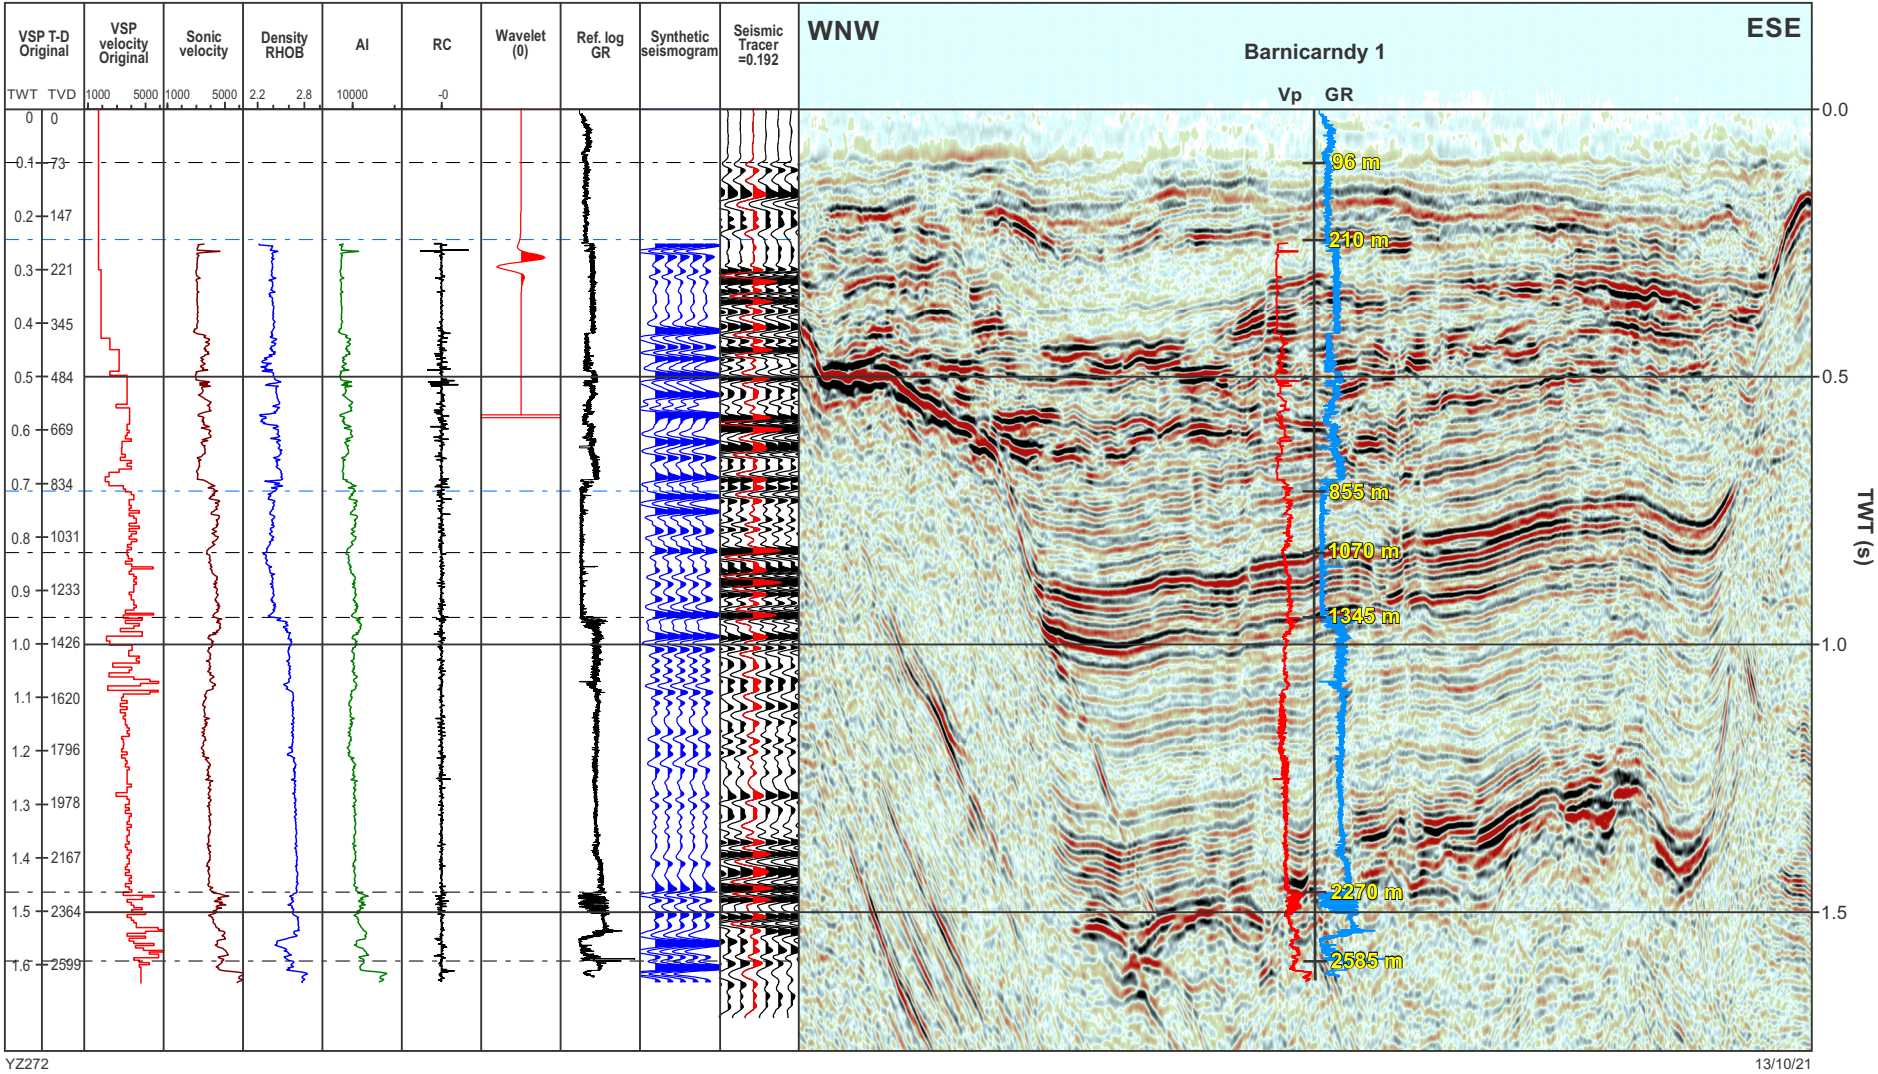 VSP T-D
Original
VSP
velocity
Original
Sonic
velocity
Density
RHOB
AI
RC
Wavelet
(0)
Ref. log
GR
Synthetic
seismogram
Seismic
Tracer
=0.192
TWT TVD
1000 5000
1000 5000
2.2 2.8
10000
-0
WNW
ESE
Barnicarndy 1
Vp GR
0 0
0.1 73
0.2 147
0.3 221
0.4 345
0.5 484
0.6 669
0.7 834
0.8 1031
0.9 1233
1.0 1426
1.1 1620
1.2 1796
1.3 1978
1.4 2167
1.5 2364
1.6 2599
96 m
210 m
855 m
1070 m
1345 m
2270 m
2585 m
0.0
0.5
1.0
1.5
TWT (s)
YZ272
13/10/21